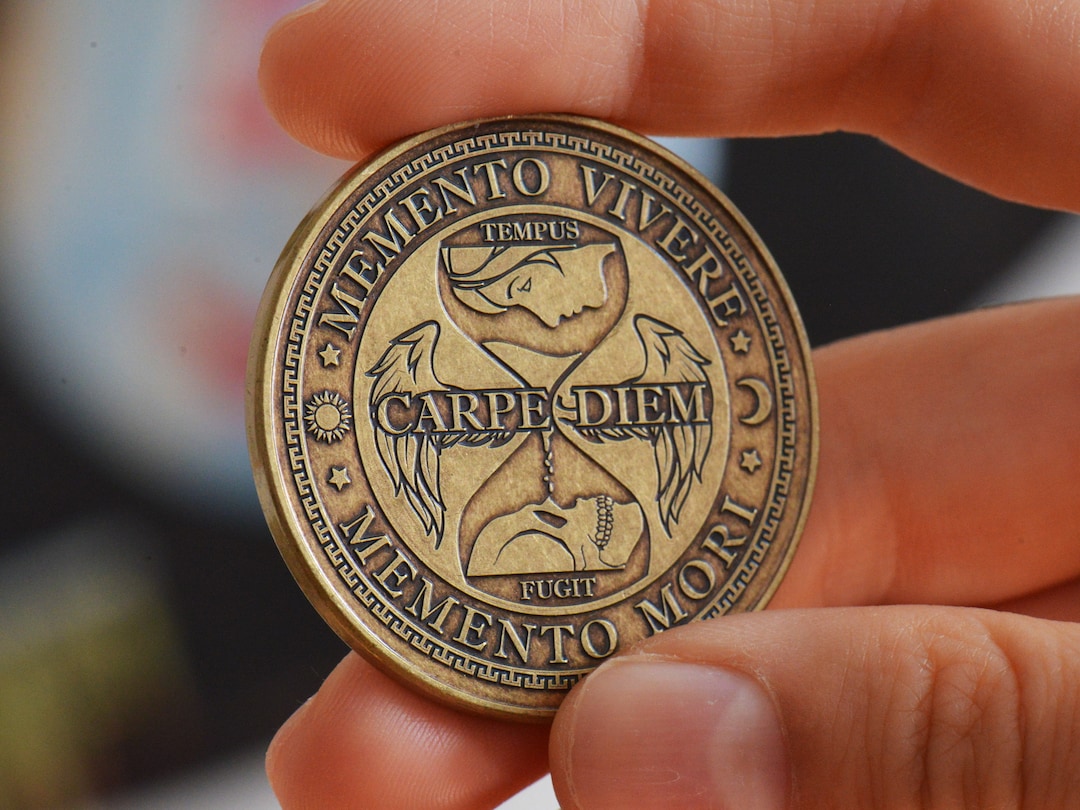 MEMENTO VIVERE
TEMPUS
CARPE DIEM
FUGIT
MEMENTO MORI